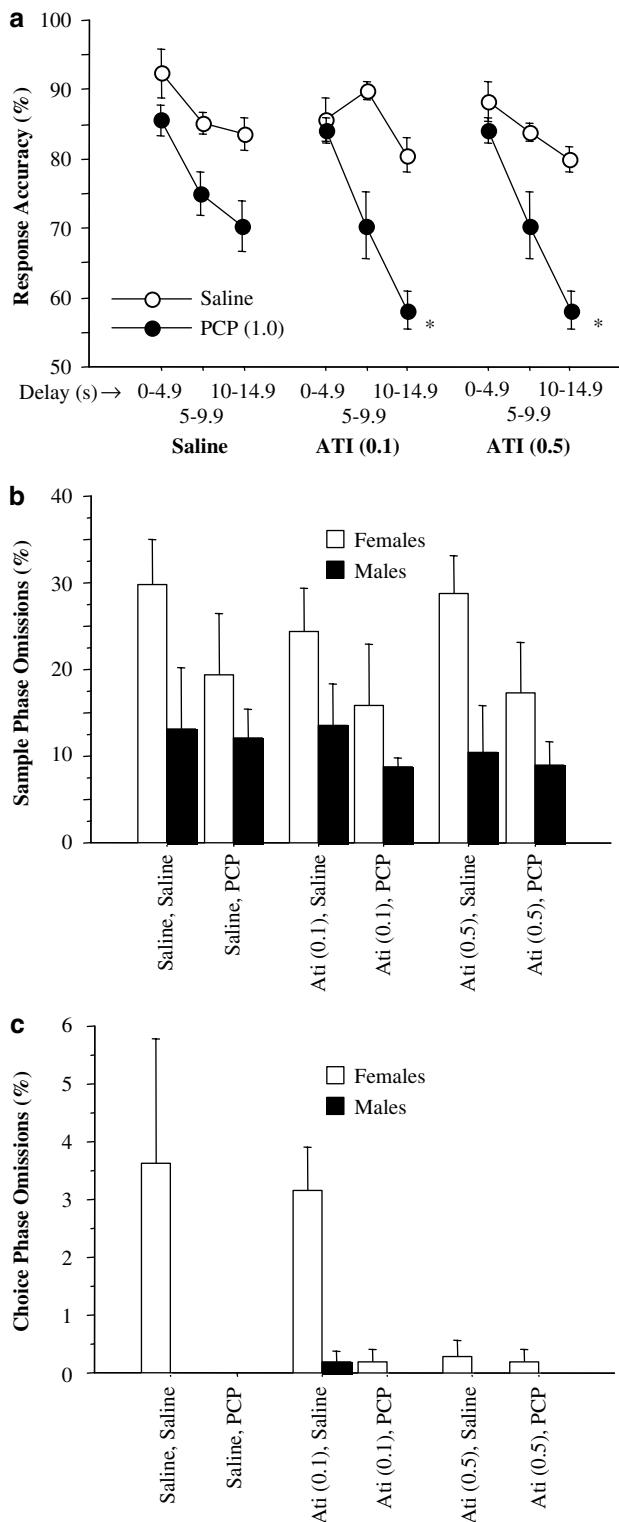 a
Response Accuracy (%)
100
90
80
70
60
50
Saline
PCP (1.0)
*
*
Delay (s) → 0-4.9 10-14.9 0-4.9 10-14.9 0-4.9 10-14.9
5-9.9 5-9.9 5-9.9
Saline ATI (0.1) ATI (0.5)
b
Sample Phase Omissions (%)
40
30
20
10
0
Females
Males
Saline, Saline
Saline, PCP
Ati (0.1), Saline
Ati (0.1), PCP
Ati (0.5), Saline
Ati (0.5), PCP
c
Choice Phase Omissions (%)
6
5
4
3
2
1
0
Females
Males
Saline, Saline
Saline, PCP
Ati (0.1), Saline
Ati (0.1), PCP
Ati (0.5), Saline
Ati (0.5), PCP